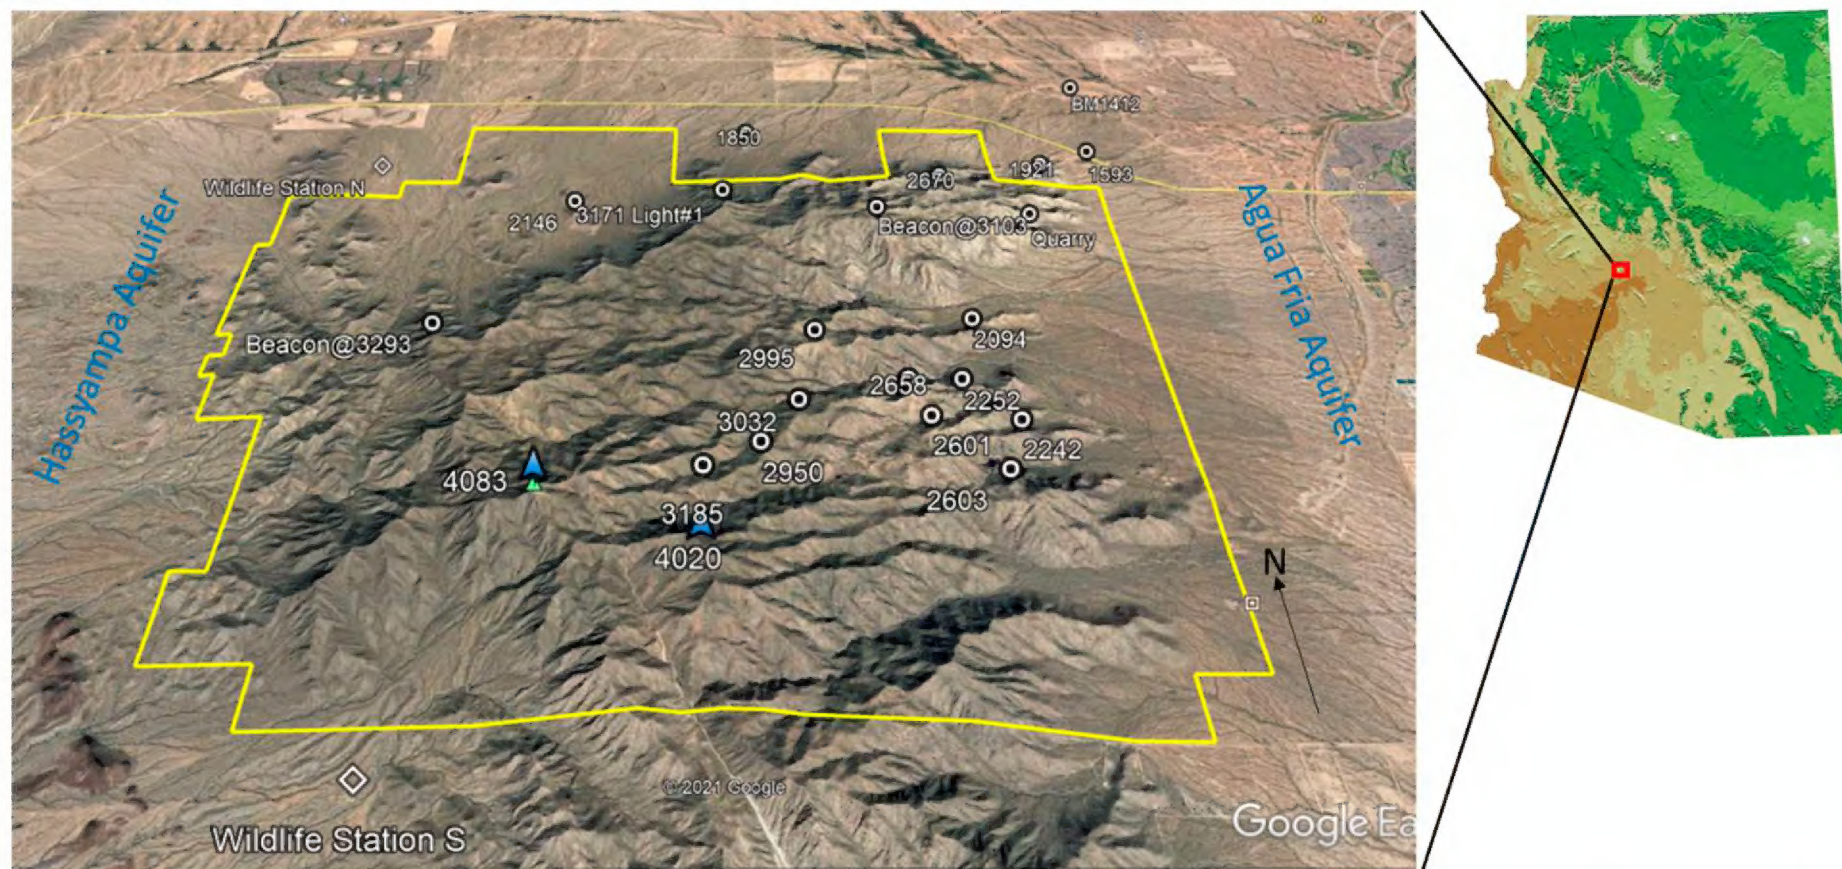 BM1412
1850
1921
1593
2670
Wildlife Station N
3171 Light#1
2146
Beacon@3103
Quarry
Hassyampa Aquifer
Agua Fria Aquifer
Beacon@3293
2995
2094
2658
2252
3032
2601
2242
2950
4083
2603
3185
4020
N
© 2021 Google
Google Ea
Wildlife Station S